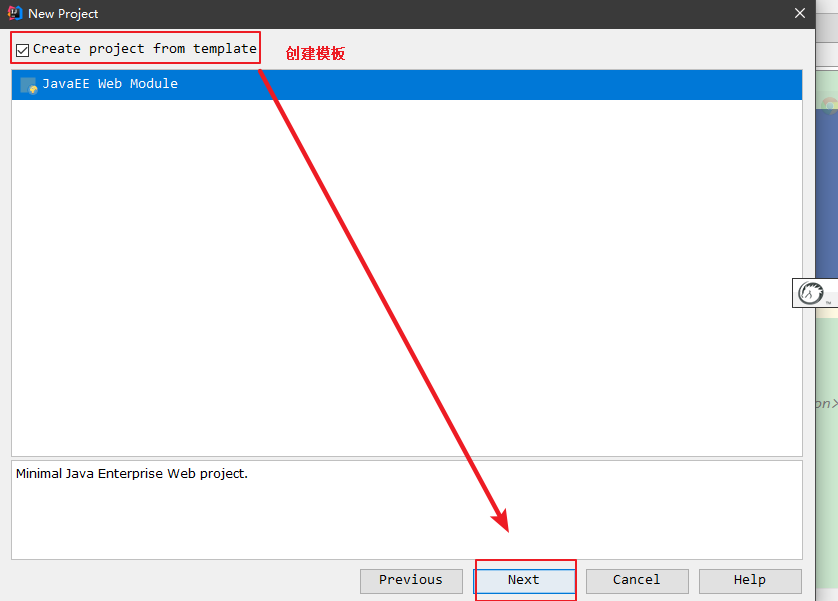 New Project
Create project from template
创建模板
JavaEE Web Module
on>
Minimal Java Enterprise Web project.
Previous
Next
Cancel
Help